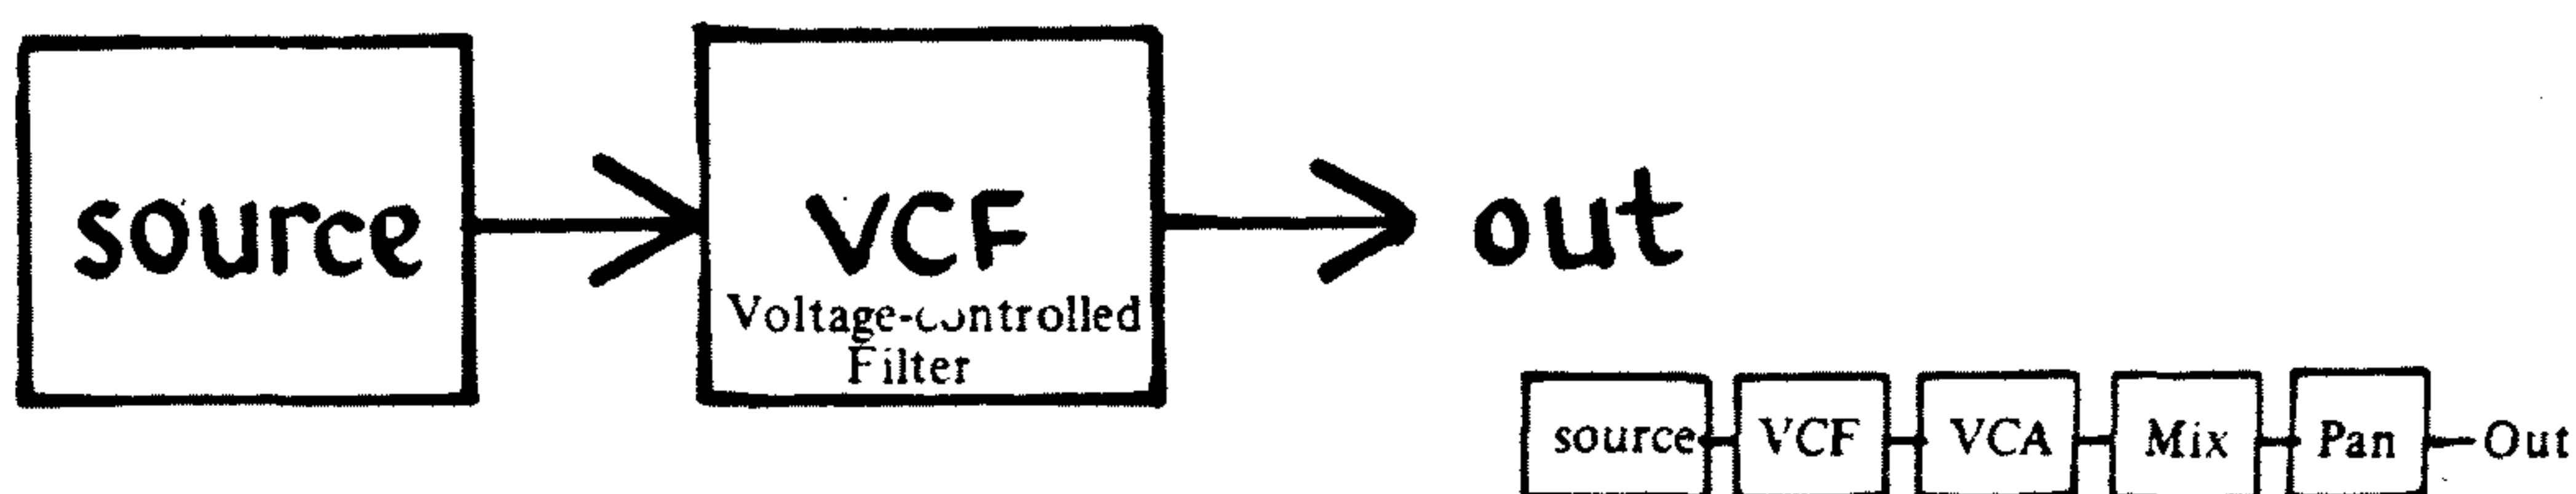 source
VCF
Voltage-controlled
Filter
out
source VCF VCA Mix Pan Out